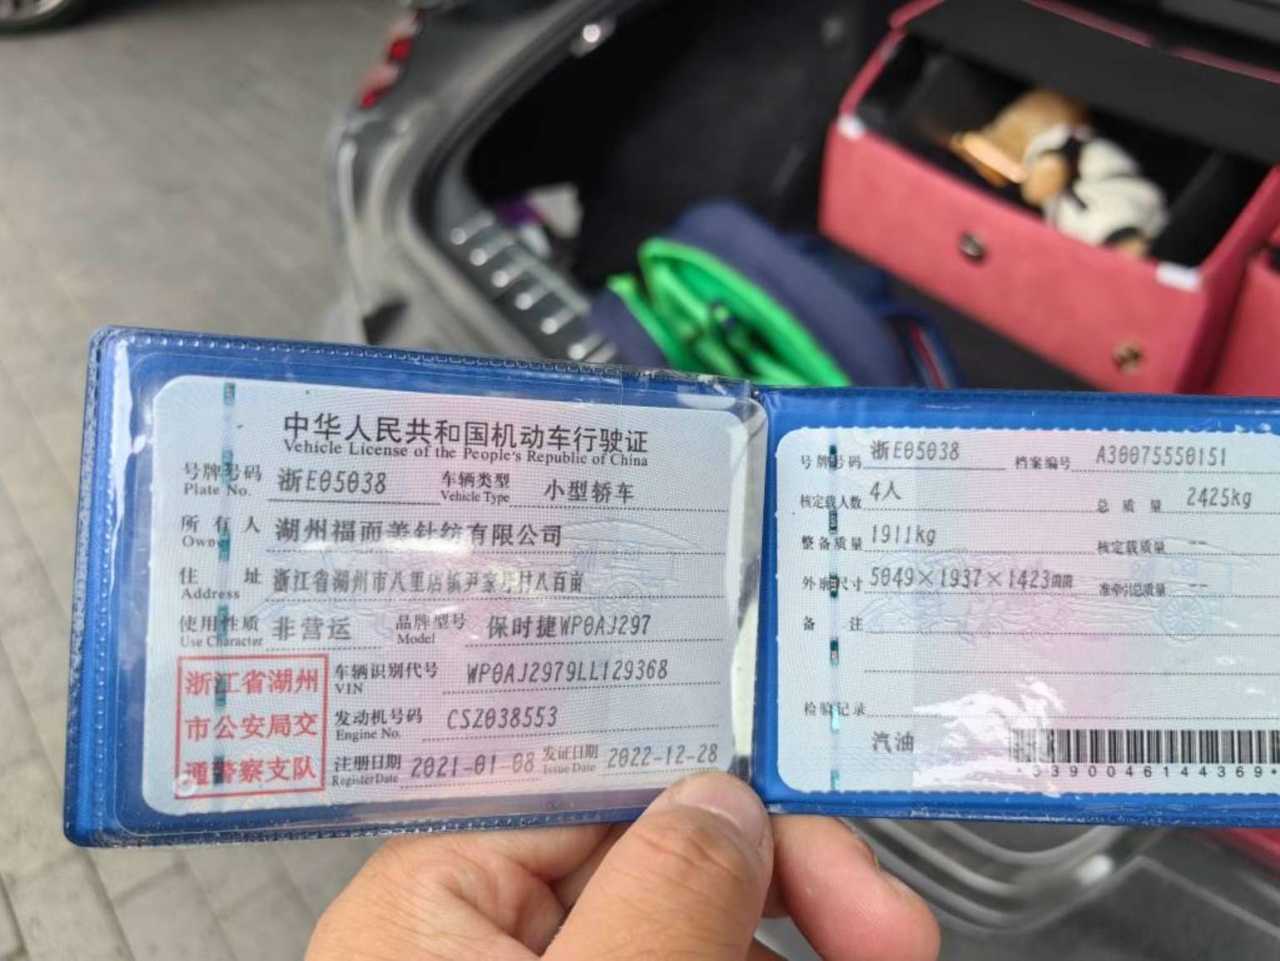 中华人民共和国机动车行驶证
Vehicle License of the People's Republic of China
号牌号码 浙E05038 车辆类型 小型轿车
Plate No. Vehicle Type
所有人 湖州福而美针纺有限公司
Owner
住址 浙江省湖州市八里店镇尹家圩村八百亩
Address
使用性质 非营运 品牌型号 保时捷WP0AJ297
Use Character Model
浙江省湖州
市公安局交
通警察支队
车辆识别代号 WP0AJ2979LL129368
VIN
发动机号码 CSZ038553
Engine No.
注册日期 2021-01-08 发证日期 2022-12-28
Register Date Issue Date
号牌号码 浙E05038 档案编号 A30075550151
核定载人数 4人 总质量 2425kg
整备质量 1911kg 核定载质量 --
外廓尺寸 5049×1937×1423mm 准牵引总质量 --
备注
检验记录
汽油
*3390046144369*